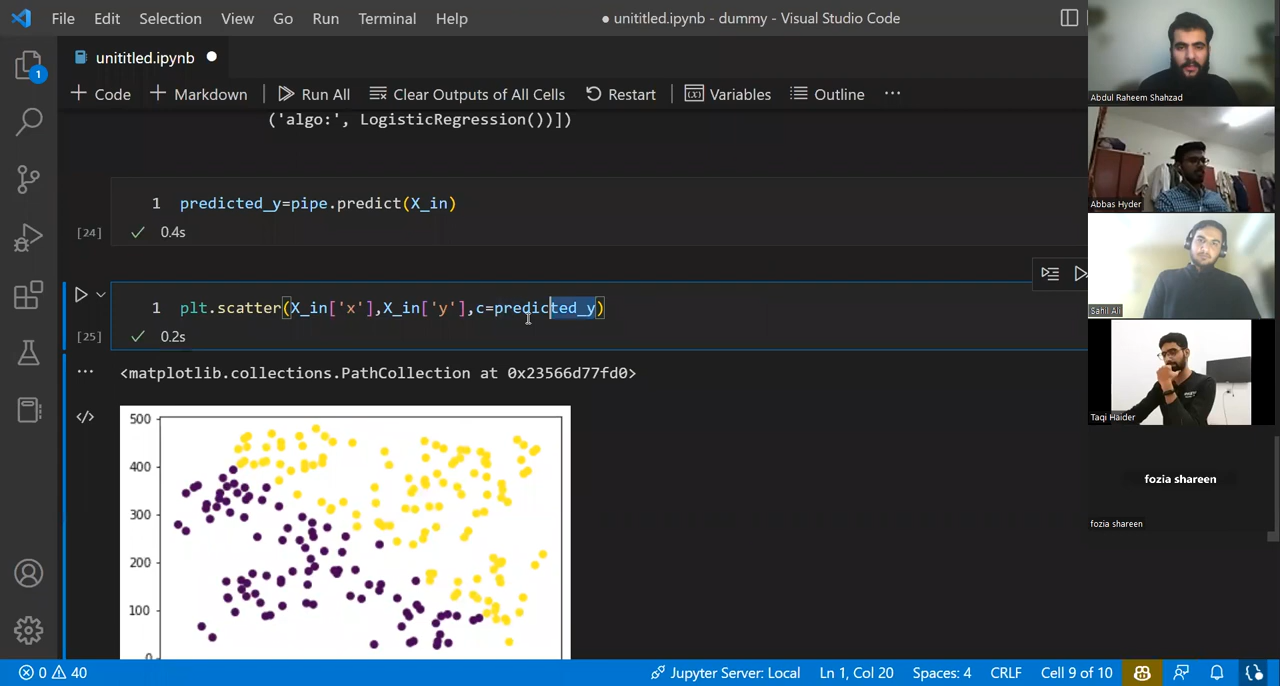 File Edit Selection View Go Run Terminal Help
● unititled.ipynb - dummy - Visual Studio Code
unititled.ipynb ●
1
+ Code + Markdown Run All Clear Outputs of All Cells Restart Variables Outline ...
('algo:', LogisticRegression())])
1 predicted_y=pipe.predict(X_in)
[24] ✓ 0.4s
1 plt.scatter(X_in['x'],X_in['y'],c=predicted_y)
[25] ✓ 0.2s
... <matplotlib.collections.PathCollection at 0x23566d77fd0>
500
400
300
200
100
0
Abdul Raheem Shahzad
Abbas Hyder
Sahil Ali
Taqi Haider
fozia shareen
fozia shareen
0 40 Jupyter Server: Local Ln 1, Col 20 Spaces: 4 CRLF Cell 9 of 10